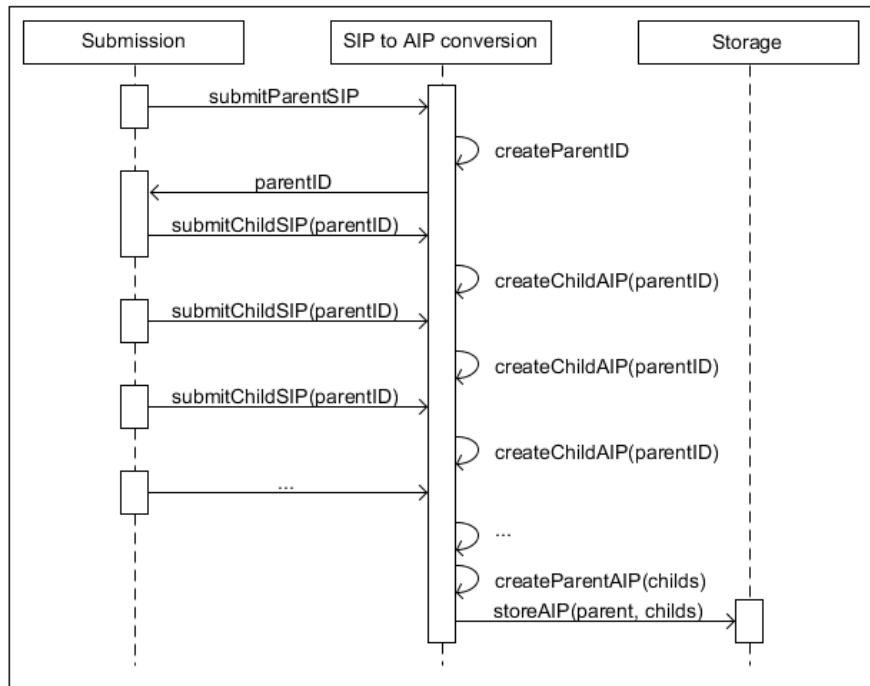 Submission
SIP to AIP conversion
Storage
submitParentSIP
createParentID
parentID
submitChildSIP(parentID)
createChildAIP(parentID)
submitChildSIP(parentID)
createChildAIP(parentID)
submitChildSIP(parentID)
createChildAIP(parentID)
...
...
createParentAIP(childs)
storeAIP(parent, childs)